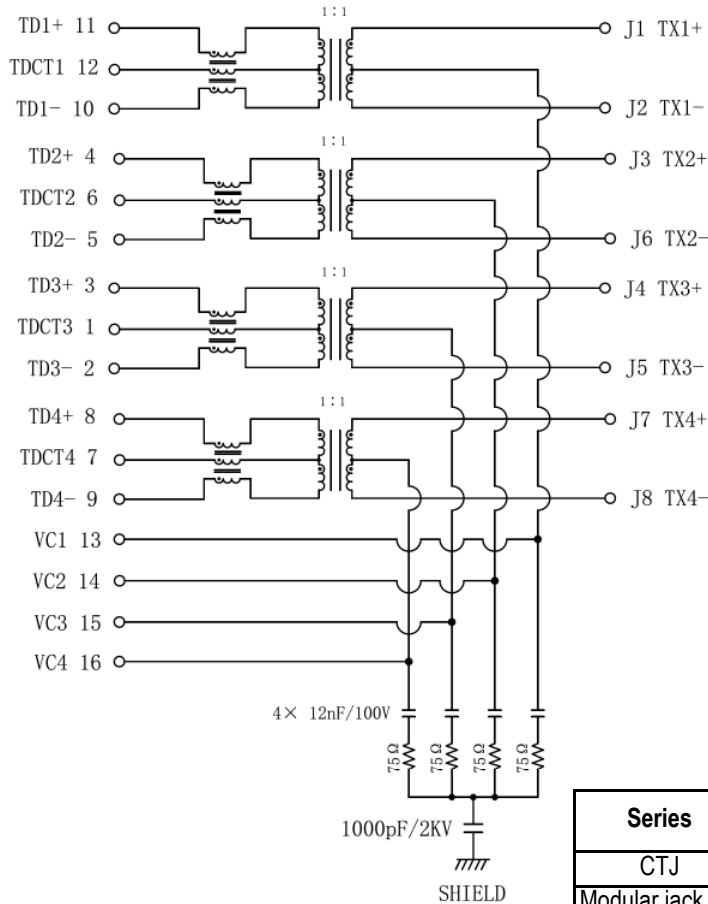 1:1
TD1+ 11
J1 TX1+
TDCT1 12
TD1- 10
J2 TX1-
1:1
TD2+ 4
J3 TX2+
TDCT2 6
TD2- 5
J6 TX2-
1:1
TD3+ 3
J4 TX3+
TDCT3 1
TD3- 2
J5 TX3-
1:1
TD4+ 8
J7 TX4+
TDCT4 7
TD4- 9
J8 TX4-
VC1 13
VC2 14
VC3 15
VC4 16
4× 12nF/100V
75Ω 75Ω 75Ω 75Ω
1000pF/2KV
SHIELD
Series
CTJ
Modular jack